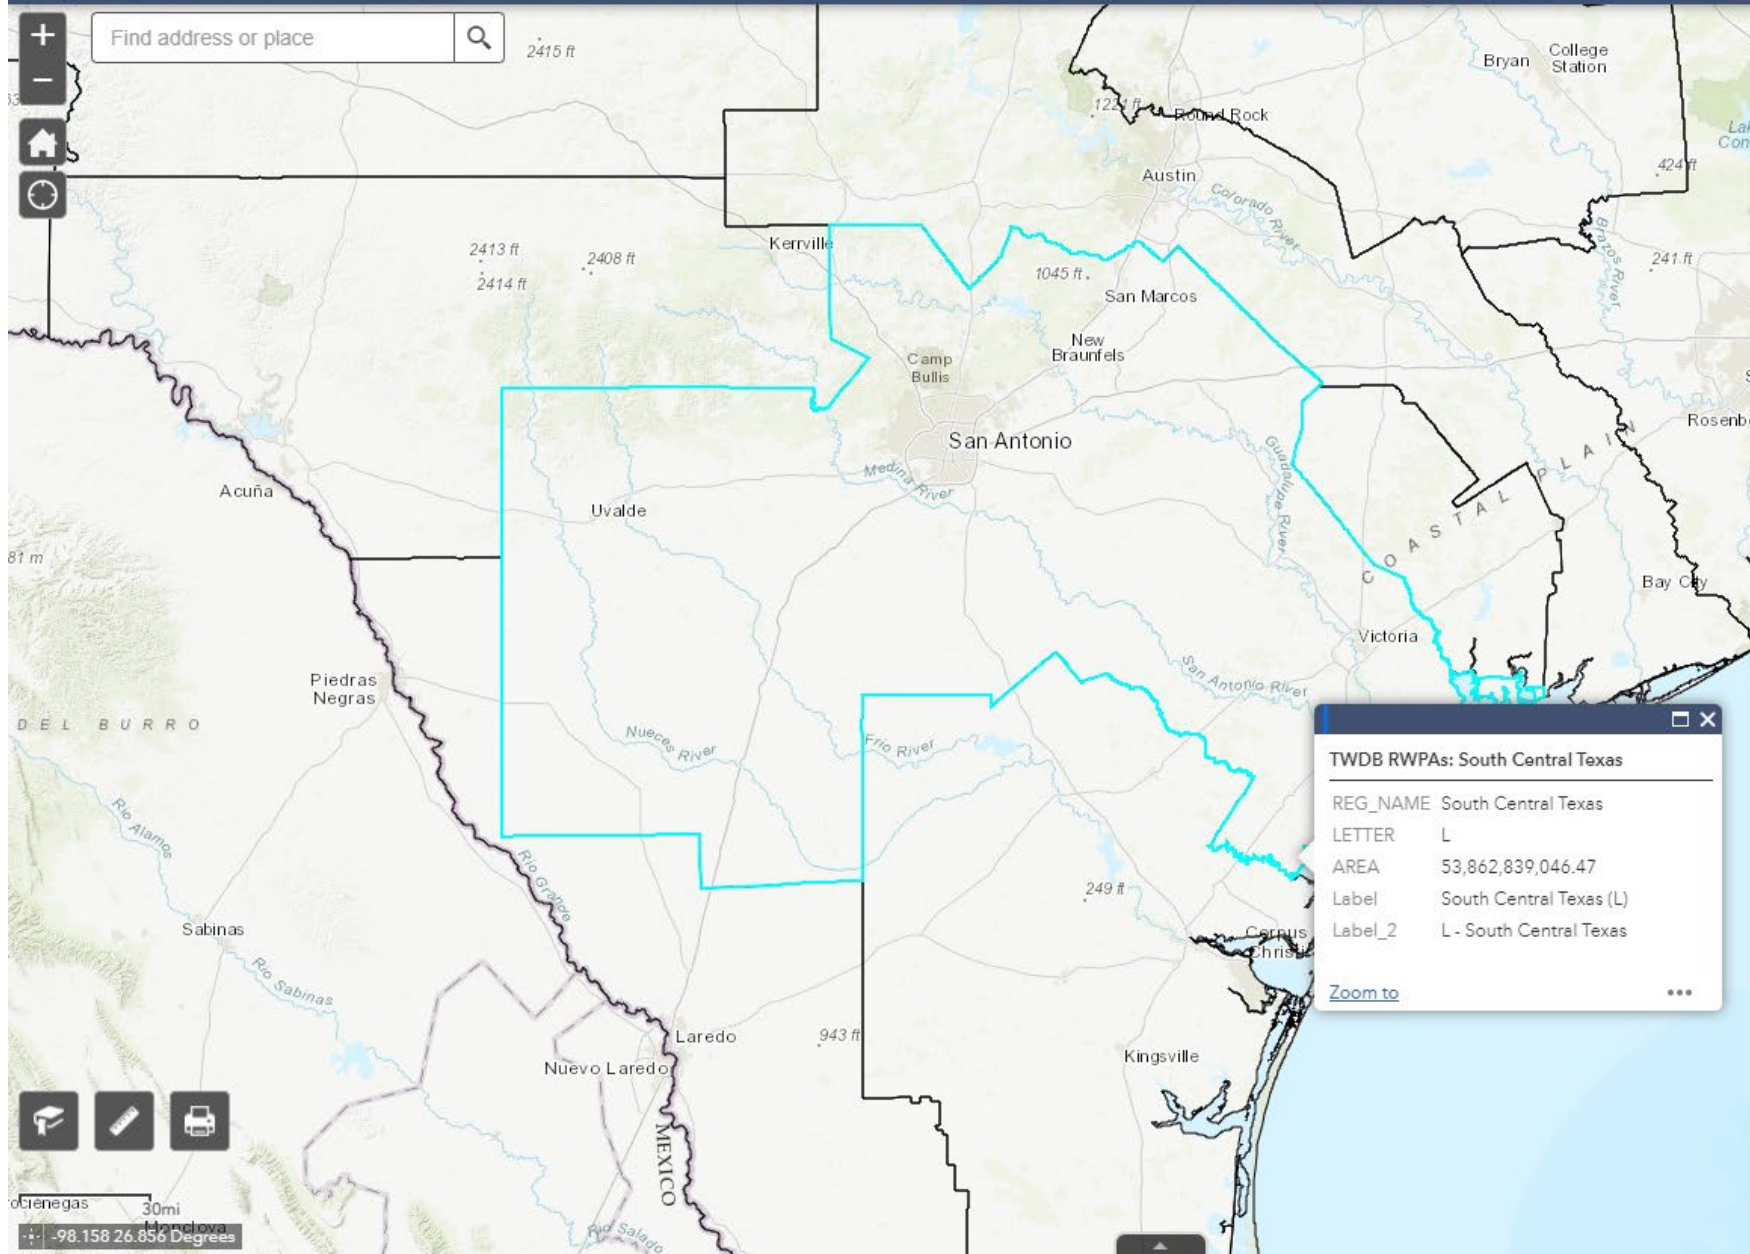 Find address or place
2415 ft
Bryan
College
Station
1221 ft
Round Rock
424 ft
Austin
Colorado River
Brazos River
Kerrville
2413 ft
2408 ft
2414 ft
1045 ft
241 ft
San Marcos
New
Braunfels
Camp
Bullis
San Antonio
Rosenb
COASTAL PLAIN
Guadalupe River
Medina River
Acuña
Uvalde
81 m
Bay City
Victoria
San Antonio River
Piedras
Negras
DEL BURRO
Nueces River
Frio River
TWDB RWPAs: South Central Texas
REG_NAME South Central Texas
LETTER L
AREA 53,862,839,046.47
Label South Central Texas (L)
Label_2 L - South Central Texas
Zoom to
Rio Alamos
Rio Grande
249 ft
Sabinas
Corpus
Christi
Rio Sabinas
Laredo
943 ft
Nuevo Laredo
Kingsville
MEXICO
ocienegas
30mi
Monclova
-98.158 26.856 Degrees
Rio Salado